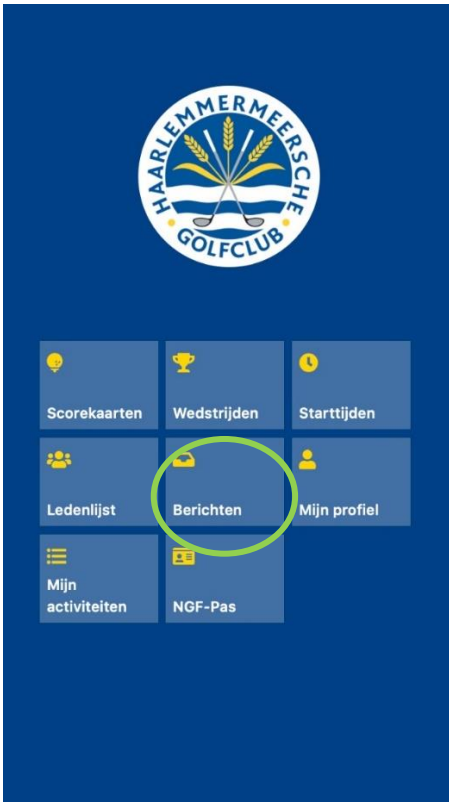 HAARLEMMERMEERSCHE
GOLFCLUB
Scorekaarten
Wedstrijden
Starttijden
Ledenlijst
Berichten
Mijn profiel
Mijn
activiteiten
NGF-Pas